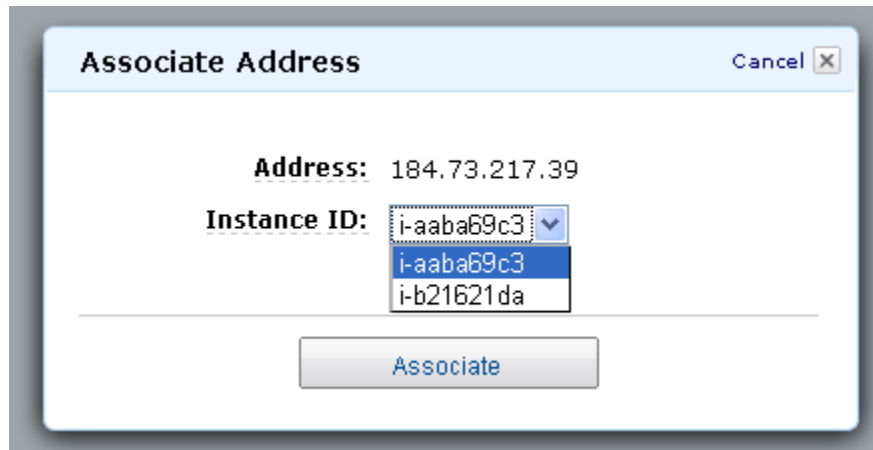 Associate Address Cancel
Address: 184.73.217.39
Instance ID: i-aaba69c3
i-aaba69c3
i-b21621da
Associate